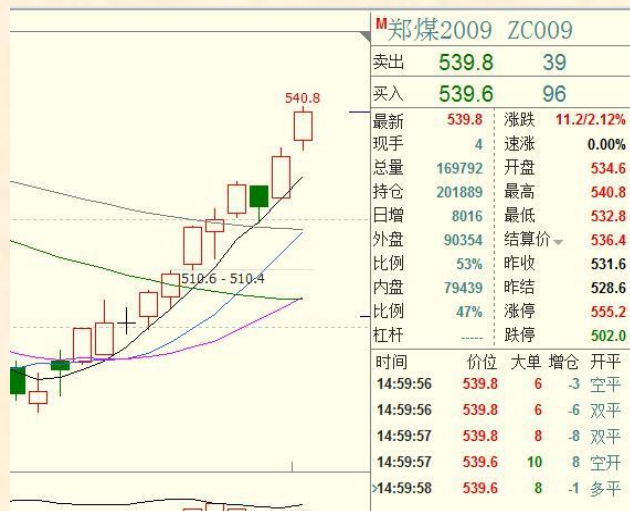 M郑煤2009 ZC009
卖出 539.8 39
买入 539.6 96
最新 539.8 涨跌 11.2/2.12%
现手 4 速涨 0.00%
总量 169792 开盘 534.6
持仓 201889 最高 540.8
日增 8016 最低 532.8
外盘 90354 结算价 536.4
比例 53% 昨收 531.6
内盘 79439 昨结 528.6
比例 47% 涨停 555.2
杠杆 ----- 跌停 502.0
时间 价位 大单 增仓 开平
14:59:56 539.8 6 -3 空平
14:59:56 539.8 6 -6 双平
14:59:57 539.8 8 -8 双平
14:59:57 539.6 10 8 空开
>14:59:58 539.6 8 -1 多平
540.8
510.6 - 510.4